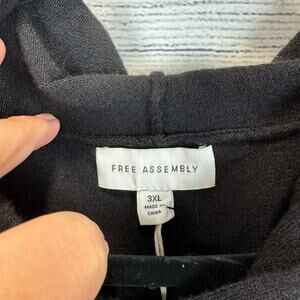 FREE ASSEMBLY
3XL
MADE IN
CHINA